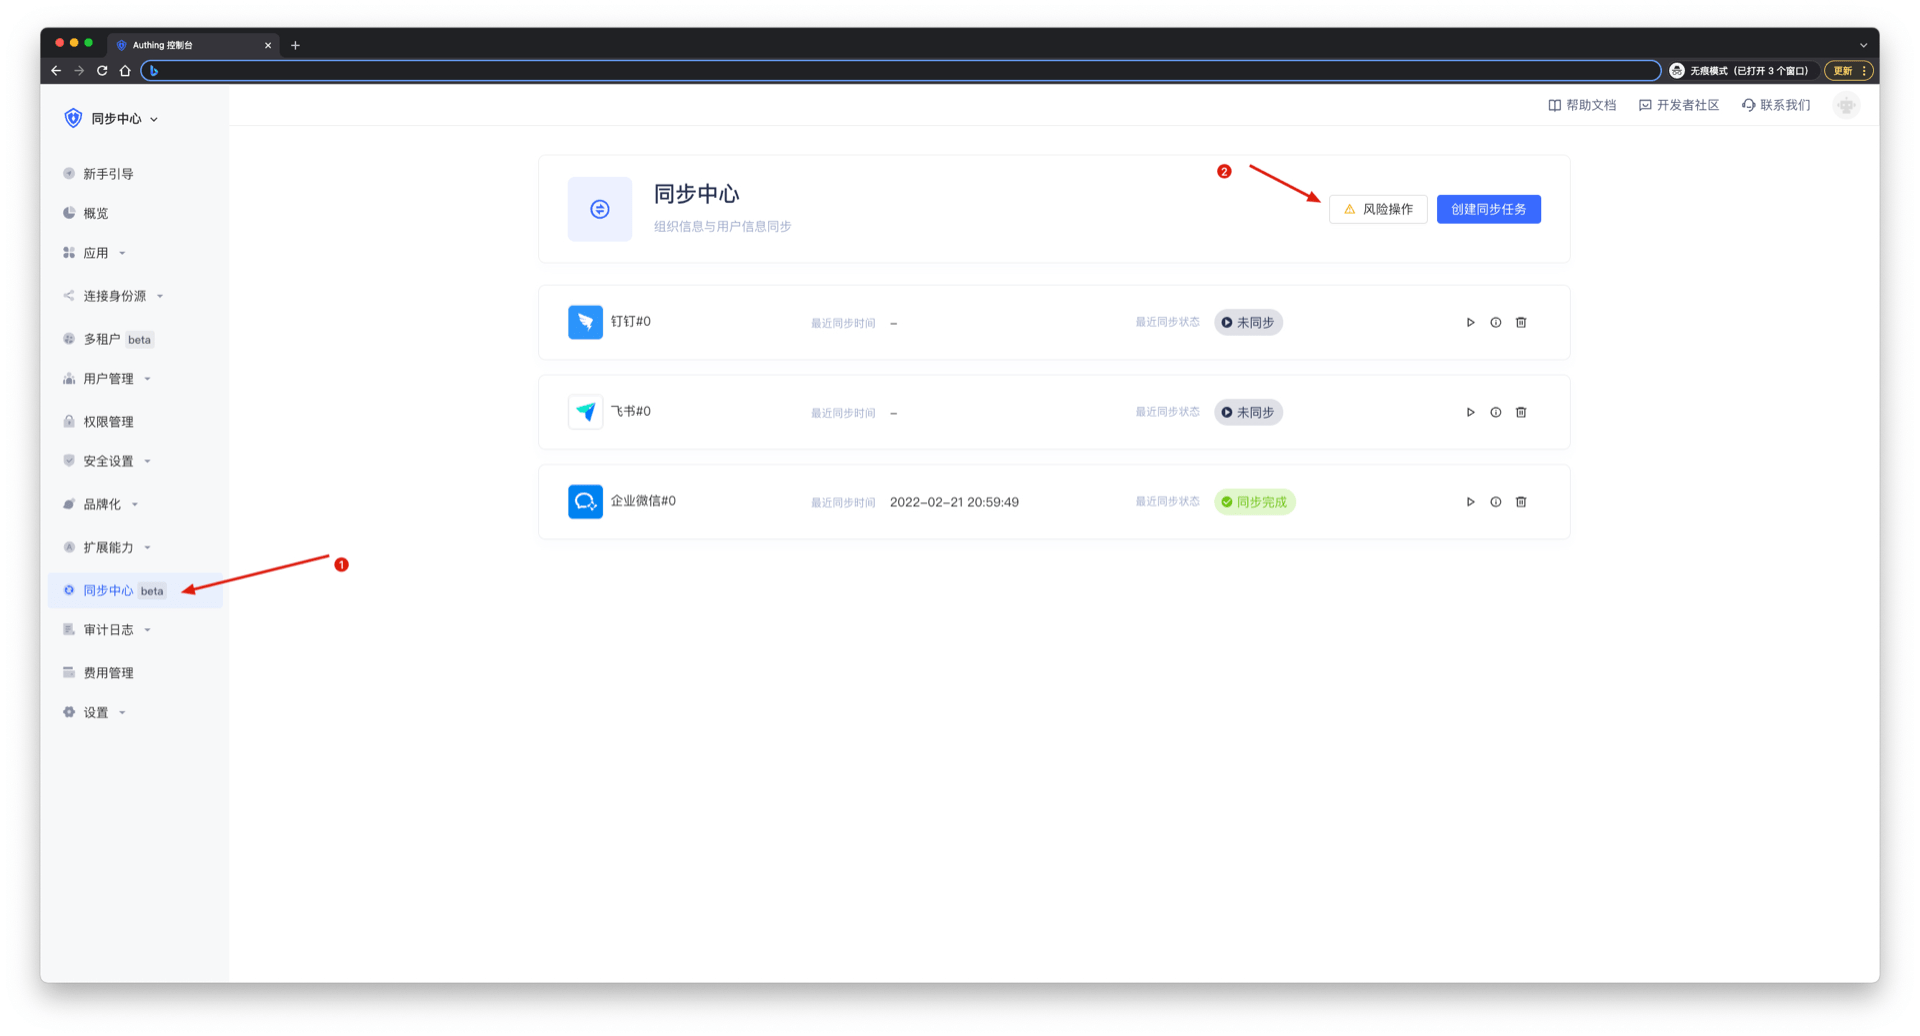 Authing 控制台
无痕模式（已打开 3 个窗口）
更新
同步中心
帮助文档
开发者社区
联系我们
新手引导
概览
应用
连接身份源
多租户 beta
用户管理
权限管理
安全设置
品牌化
扩展能力
同步中心 beta
审计日志
费用管理
设置
1
同步中心
组织信息与用户信息同步
2
风险操作
创建同步任务
钉钉#0
最近同步时间 –
最近同步状态 未同步
飞书#0
最近同步时间 –
最近同步状态 未同步
企业微信#0
最近同步时间 2022-02-21 20:59:49
最近同步状态 同步完成